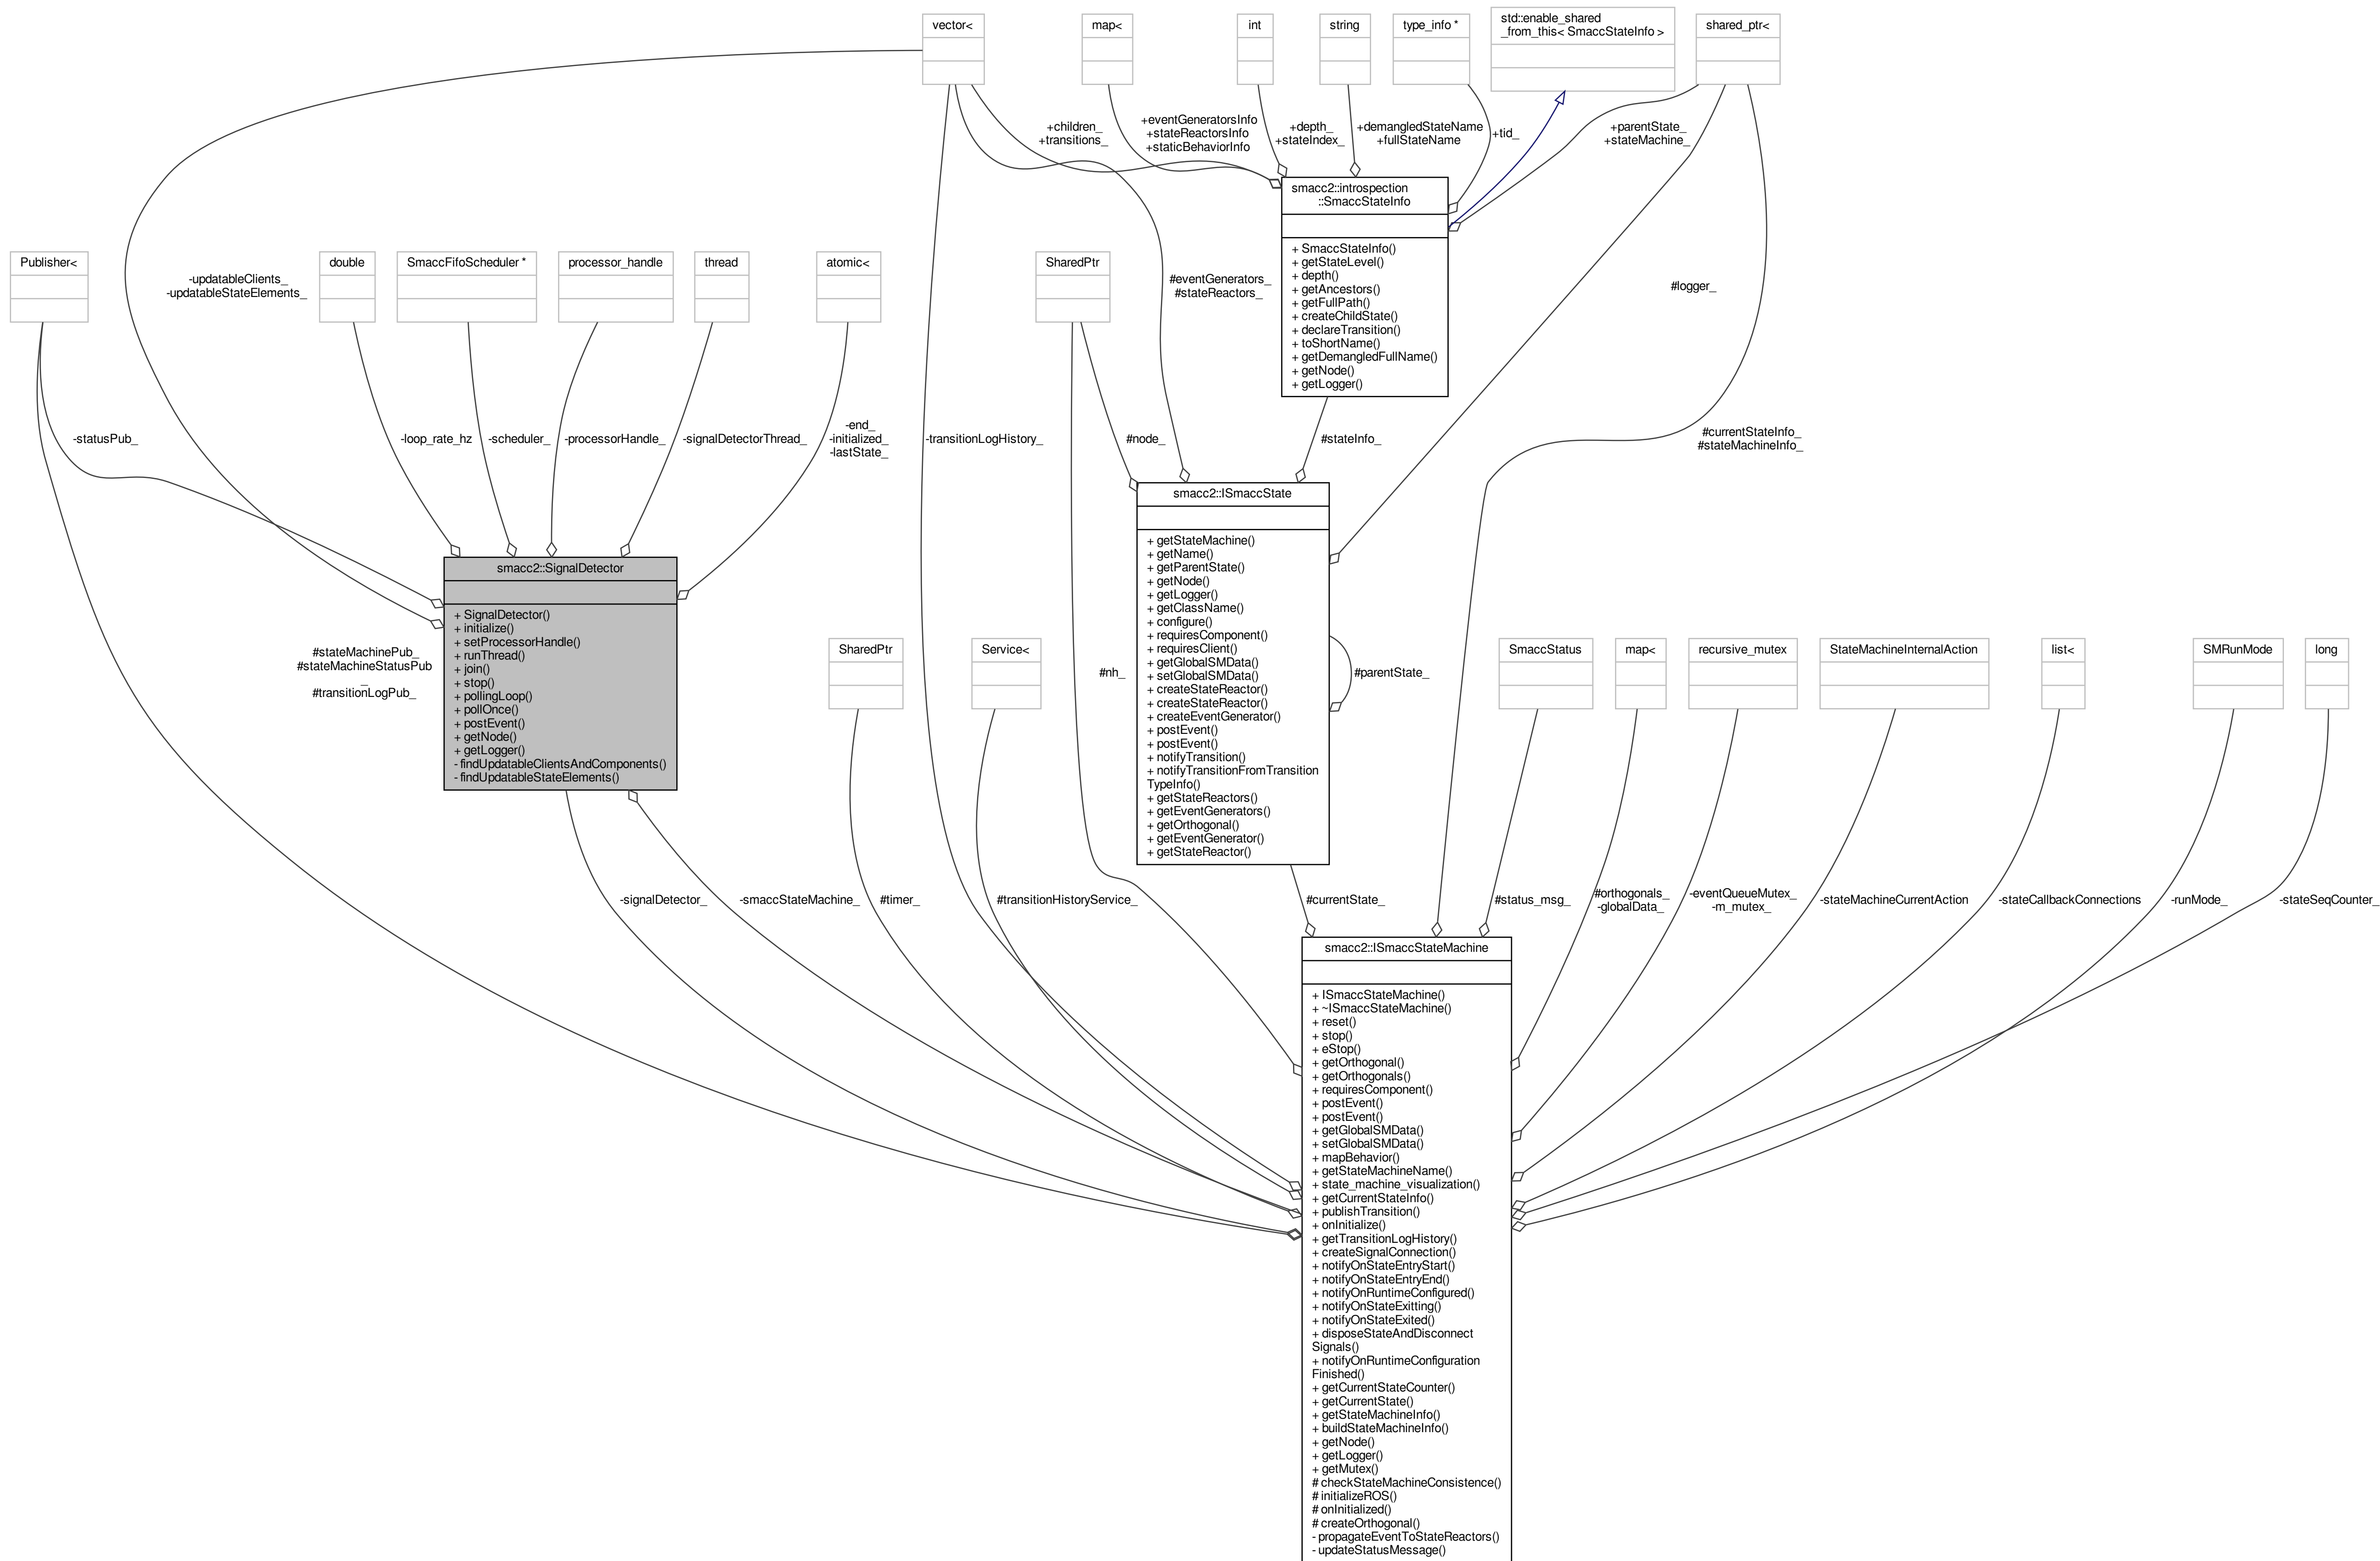 vector<
map<
int
string
type_info *
std::enable_shared
_from_this< SmaccStateInfo >
shared_ptr<
+children_
+transitions_
+eventGeneratorsInfo
+stateReactorsInfo
+staticBehaviorInfo
+depth_
+stateIndex_
+demangledStateName
+fullStateName
+tid_
+parentState_
+stateMachine_
smacc2::introspection
::SmaccStateInfo
+ SmaccStateInfo()
+ getStateLevel()
+ depth()
+ getAncestors()
+ getFullPath()
+ createChildState()
+ declareTransition()
+ toShortName()
+ getDemangledFullName()
+ getNode()
+ getLogger()
Publisher<
-updatableClients_
-updatableStateElements_
double
SmaccFifoScheduler *
processor_handle
thread
atomic<
SharedPtr
#eventGenerators_
#stateReactors_
#logger_
-statusPub_
-loop_rate_hz
-scheduler_
-processorHandle_
-signalDetectorThread_
-end_
-initialized_
-lastState_
-transitionLogHistory_
#node_
#stateInfo_
#currentStateInfo_
#stateMachineInfo_
smacc2::ISmaccState
+ getStateMachine()
+ getName()
+ getParentState()
+ getNode()
+ getLogger()
+ getClassName()
+ configure()
+ requiresComponent()
+ requiresClient()
+ getGlobalSMData()
+ setGlobalSMData()
+ createStateReactor()
+ createStateReactor()
+ createEventGenerator()
+ postEvent()
+ postEvent()
+ notifyTransition()
+ notifyTransitionFromTransition
TypeInfo()
+ getStateReactors()
+ getEventGenerators()
+ getOrthogonal()
+ getEventGenerator()
+ getStateReactor()
#parentState_
smacc2::SignalDetector
+ SignalDetector()
+ initialize()
+ setProcessorHandle()
+ runThread()
+ join()
+ stop()
+ pollingLoop()
+ pollOnce()
+ postEvent()
+ getNode()
+ getLogger()
- findUpdatableClientsAndComponents()
- findUpdatableStateElements()
#stateMachinePub_
#stateMachineStatusPub
_
#transitionLogPub_
SharedPtr
Service<
#nh_
SmaccStatus
map<
recursive_mutex
StateMachineInternalAction
list<
SMRunMode
long
-signalDetector_
-smaccStateMachine_
#timer_
#transitionHistoryService_
#currentState_
#status_msg_
#orthogonals_
-globalData_
-eventQueueMutex_
-m_mutex_
-stateMachineCurrentAction
-stateCallbackConnections
-runMode_
-stateSeqCounter_
smacc2::ISmaccStateMachine
+ ISmaccStateMachine()
+ ~ISmaccStateMachine()
+ reset()
+ stop()
+ eStop()
+ getOrthogonal()
+ getOrthogonals()
+ requiresComponent()
+ postEvent()
+ postEvent()
+ getGlobalSMData()
+ setGlobalSMData()
+ mapBehavior()
+ getStateMachineName()
+ state_machine_visualization()
+ getCurrentStateInfo()
+ publishTransition()
+ onInitialize()
+ getTransitionLogHistory()
+ createSignalConnection()
+ notifyOnStateEntryStart()
+ notifyOnStateEntryEnd()
+ notifyOnRuntimeConfigured()
+ notifyOnStateExitting()
+ notifyOnStateExited()
+ disposeStateAndDisconnect
Signals()
+ notifyOnRuntimeConfiguration
Finished()
+ getCurrentStateCounter()
+ getCurrentState()
+ getStateMachineInfo()
+ buildStateMachineInfo()
+ getNode()
+ getLogger()
+ getMutex()
# checkStateMachineConsistence()
# initializeROS()
# onInitialized()
# createOrthogonal()
- propagateEventToStateReactors()
- updateStatusMessage()